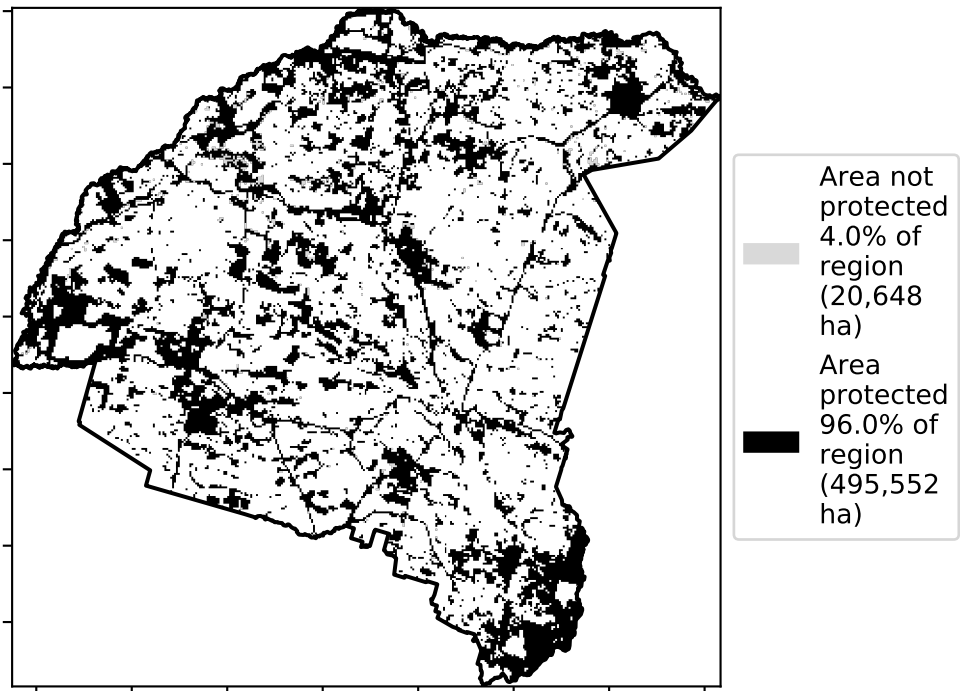 Area not
protected
4.0% of
region
(20,648
ha)
Area
protected
96.0% of
region
(495,552
ha)